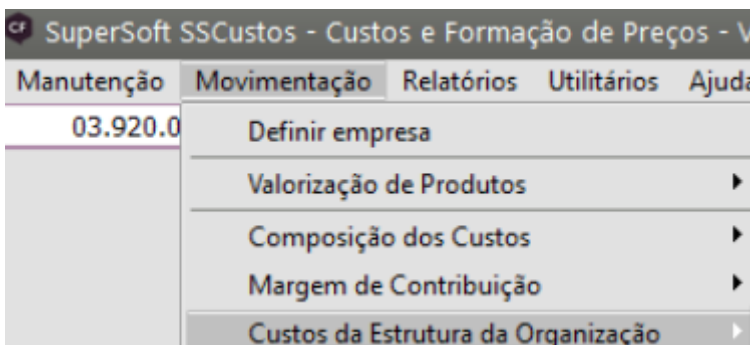 SuperSoft SSCustos - Custos e Formação de Preços -
Manutenção Movimentação Relatórios Utilitários
03.920.0
Definir empresa
Valorização de Produtos
Composição dos Custos
Margem de Contribuição
Custos da Estrutura da Organização